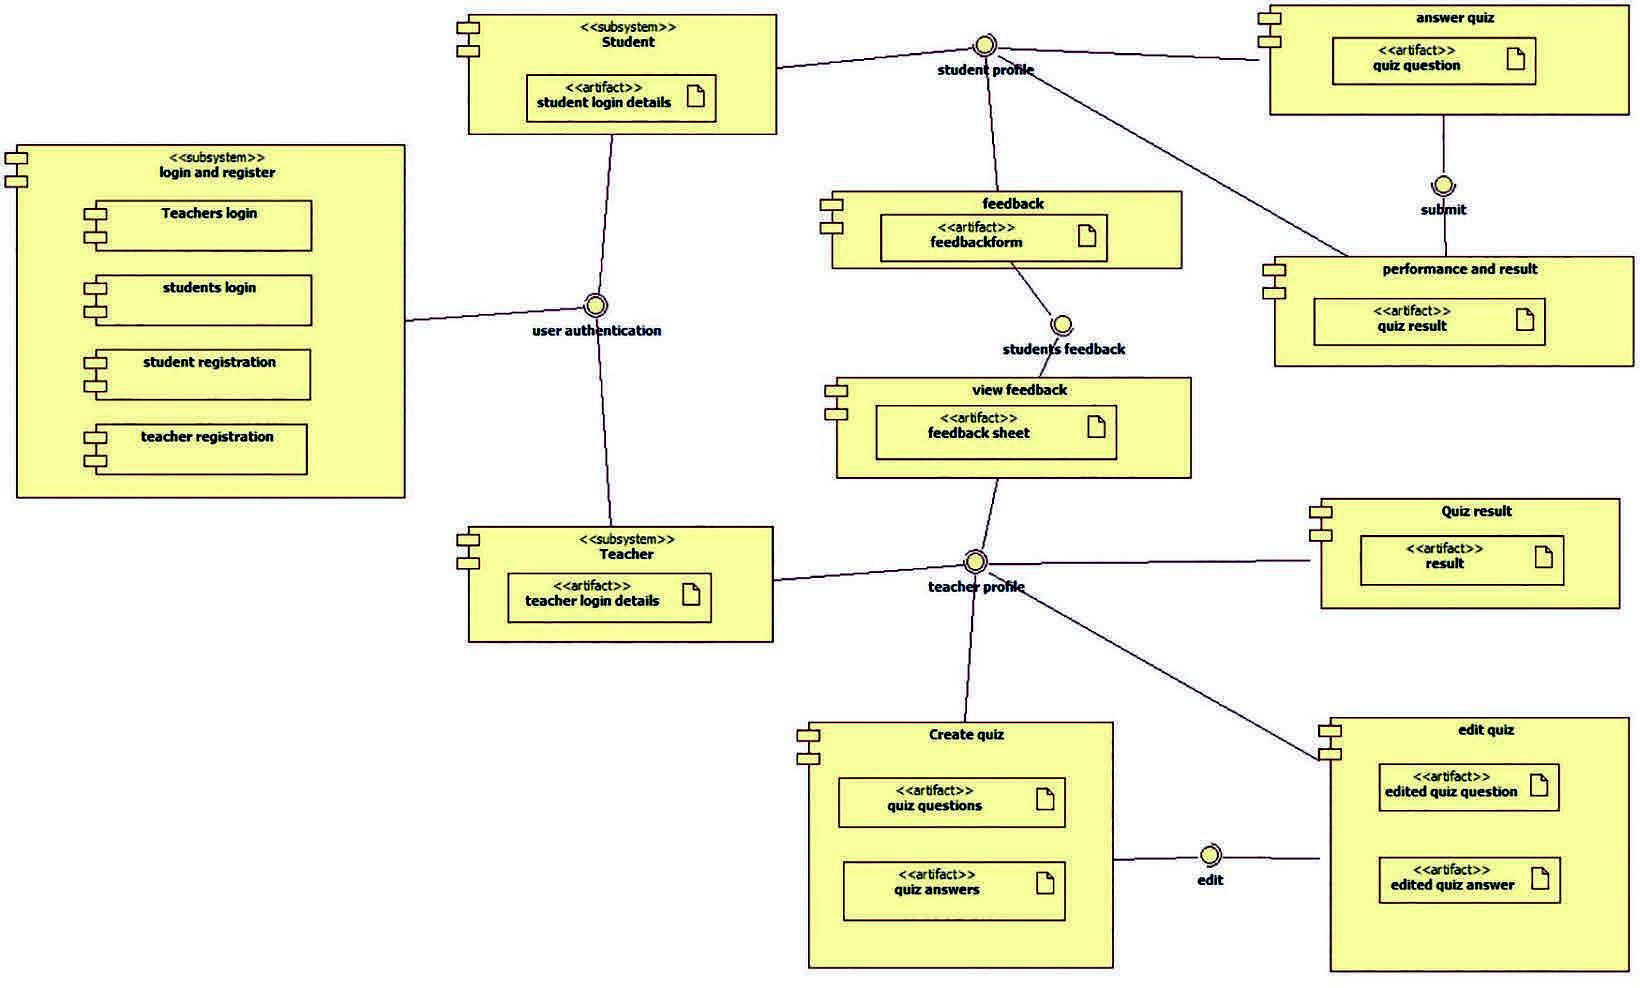 <<subsystem>>
login and register
Teachers login
students login
student registration
teacher registration
<<subsystem>>
Student
<<artifact>>
student login details
user authentication
<<subsystem>>
Teacher
<<artifact>>
teacher login details
student profile
feedback
<<artifact>>
feedbackform
students feedback
view feedback
<<artifact>>
feedback sheet
teacher profile
Create quiz
<<artifact>>
quiz questions
<<artifact>>
quiz answers
edit
answer quiz
<<artifact>>
quiz question
submit
performance and result
<<artifact>>
quiz result
Quiz result
<<artifact>>
result
edit quiz
<<artifact>>
edited quiz question
<<artifact>>
edited quiz answer